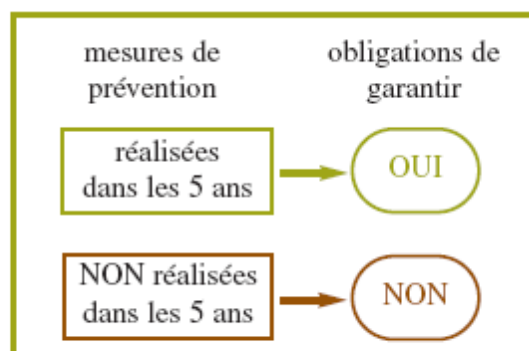 mesures de
prévention
obligations de
garantir
réalisées
dans les 5 ans
OUI
NON réalisées
dans les 5 ans
NON